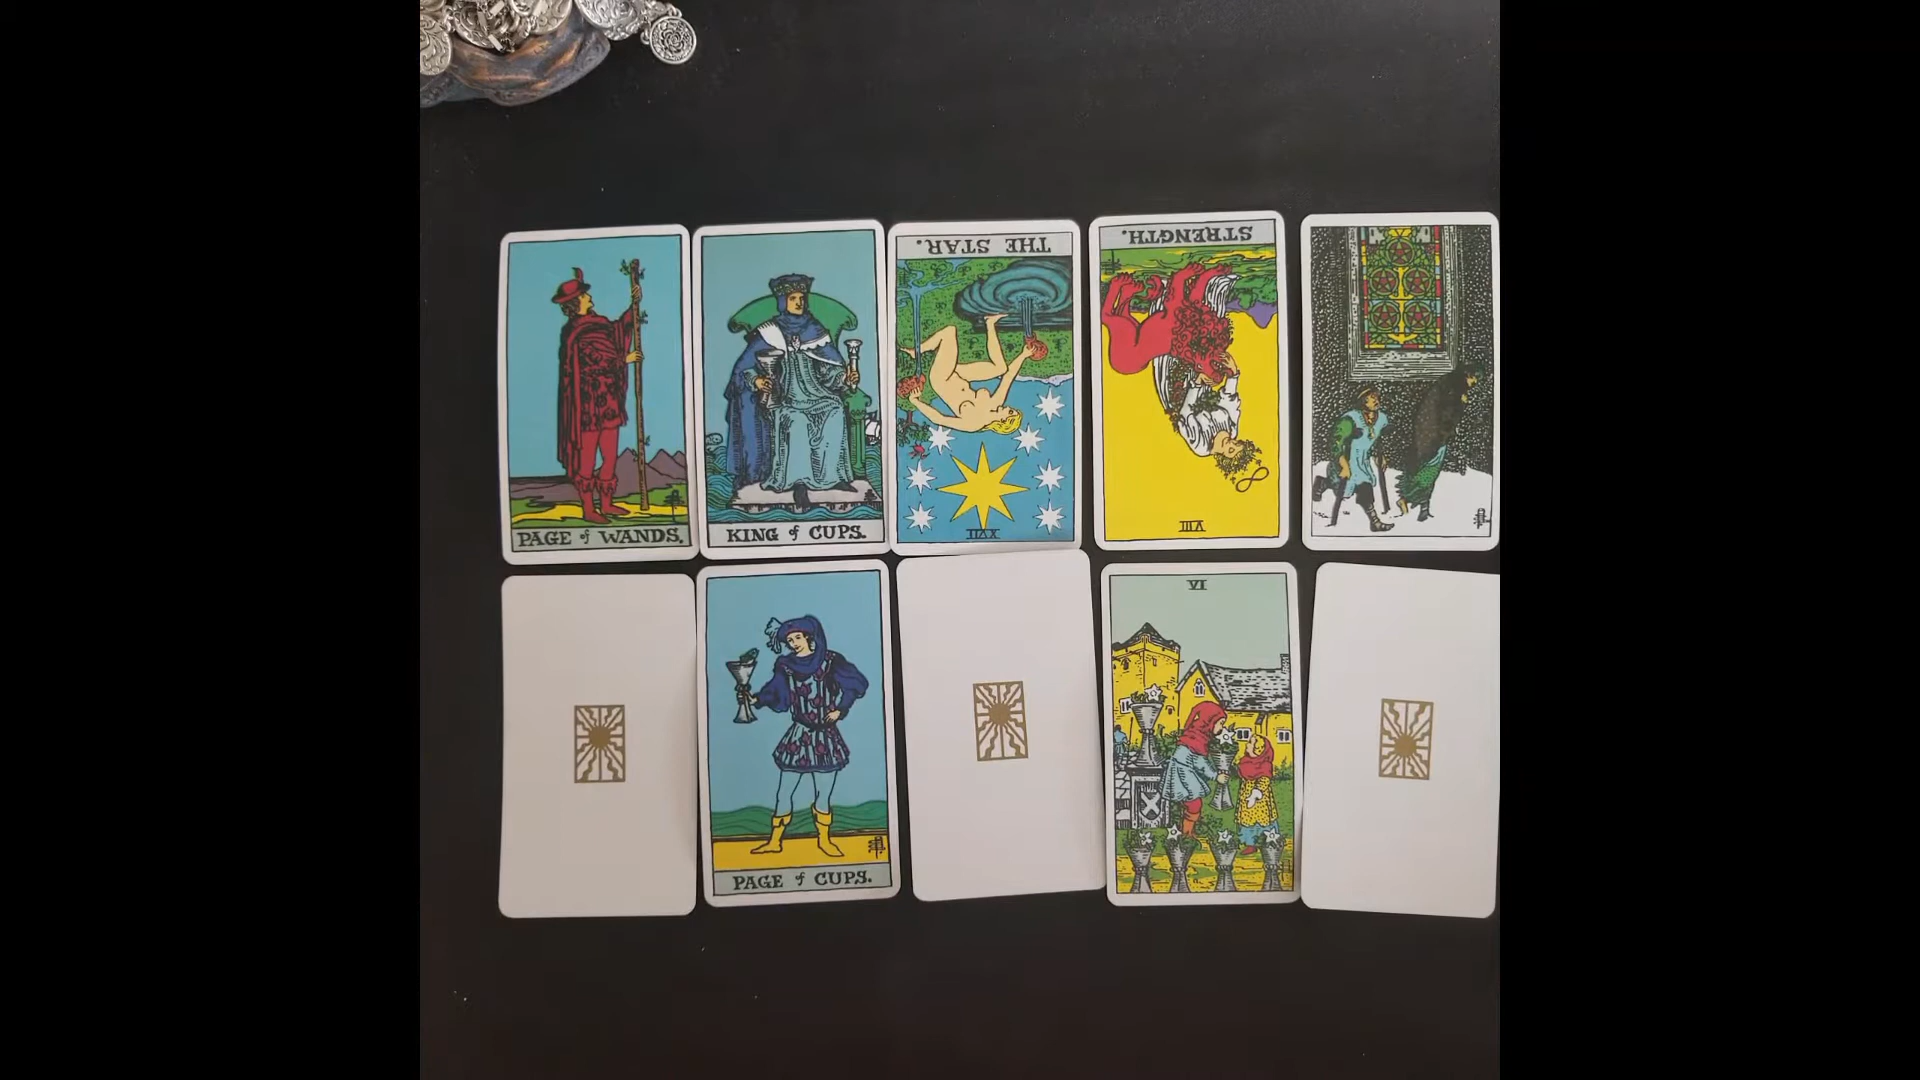 THE STAR.
STRENGTH.
PAGE of WANDS.
KING of CUPS.
XVII
VIII
VI
PAGE of CUPS.